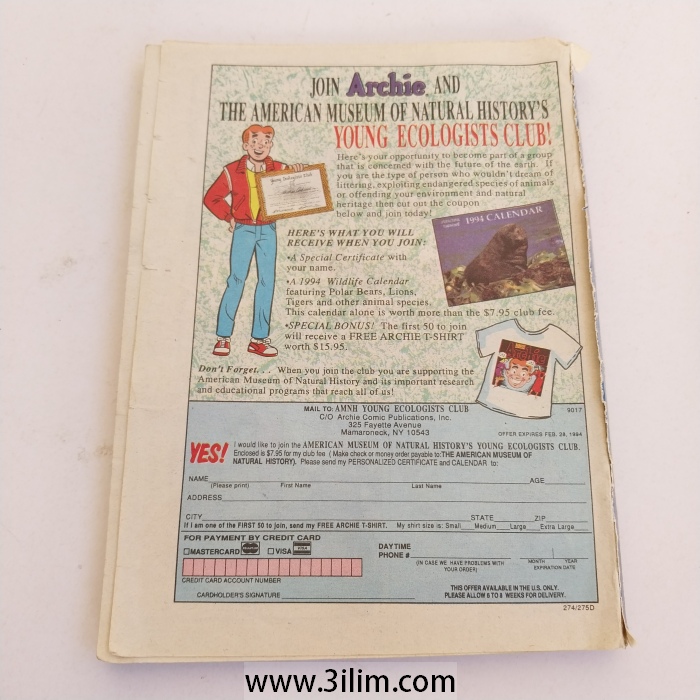 JOIN Archie AND
THE AMERICAN MUSEUM OF NATURAL HISTORY'S
YOUNG ECOLOGISTS CLUB!
Here's your opportunity to become part of a group
that is concerned with the future of the earth. If
you are the type of person who wouldn't dream of
littering, exploiting endangered species of animals
or offending your environment and natural
heritage then cut out the coupon
below and join today!
Young Ecologists Club
1994 CALENDAR
HERE'S WHAT YOU WILL
RECEIVE WHEN YOU JOIN:
•A Special Certificate with
your name.
•A 1994 Wildlife Calendar
featuring Polar Bears, Lions,
Tigers and other animal species.
This calendar alone is worth more than the $7.95 club fee.
•SPECIAL BONUS! The first 50 to join
will receive a FREE ARCHIE T-SHIRT
worth $15.95.
Archie
Don't Forget. . . When you join the club you are supporting the
American Museum of Natural History and its important research
and educational programs that reach all of us!
MAIL TO: AMNH YOUNG ECOLOGISTS CLUB
C/O Archie Comic Publications, Inc.
325 Fayette Avenue
Mamaroneck, NY 10543
9017
OFFER EXPIRES FEB. 28, 1994
YES! I would like to join the AMERICAN MUSEUM OF NATURAL HISTORY'S YOUNG ECOLOGISTS CLUB.
Enclosed is $7.95 for my club fee ( Make check or money order payable to: THE AMERICAN MUSEUM OF
NATURAL HISTORY). Please send my PERSONALIZED CERTIFICATE and CALENDAR to:
NAME AGE
(Please print) First Name Last Name
ADDRESS
CITY STATE ZIP
If I am one of the FIRST 50 to join, send my FREE ARCHIE T-SHIRT. My shirt size is: Small Medium Large Extra Large
FOR PAYMENT BY CREDIT CARD
MASTERCARD VISA
DAYTIME
PHONE #
(IN CASE WE HAVE PROBLEMS WITH
YOUR ORDER)
MONTH YEAR
EXPIRATION DATE
CREDIT CARD ACCOUNT NUMBER
CARDHOLDER'S SIGNATURE
THIS OFFER AVAILABLE IN THE U.S. ONLY.
PLEASE ALLOW 6 TO 8 WEEKS FOR DELIVERY.
274/275D
www.3ilim.com